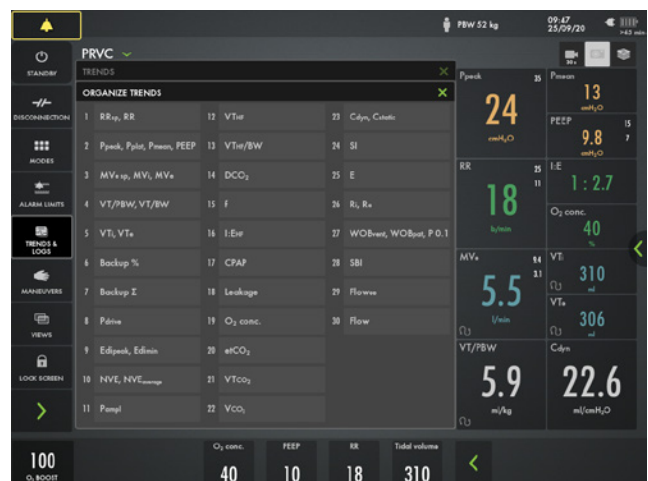 PBW 52 kg
09:47
25/09/20
>45 min
STANDBY
DISCONNECTION
MODES
ALARM LIMITS
TRENDS &
LOGS
MANEUVERS
VIEWS
LOCK SCREEN
PRVC
TRENDS
ORGANIZE TRENDS
1 RRsp, RR
2 Ppeak, Pplat, Pmean, PEEP
3 MVe sp, MVi, MVe
4 VT/PBW, VT/BW
5 VTi, VTe
6 Backup %
7 Backup Σ
8 Pdrive
9 Edipeak, Edimin
10 NVE, NVEaverage
11 Pampl
12 VTHF
13 VTHF/BW
14 DCO₂
15 F
16 I:EHF
17 CPAP
18 Leakage
19 O₂ conc.
20 etCO₂
21 VTCO₂
22 VCO₂
23 Cdyn, Cstatic
24 SI
25 E
26 Ri, Re
27 WOBvent, WOBpat, P 0.1
28 SBI
29
30 Flow
30 s
Ppeak 35
24
cmH₂O
Pmean
13
cmH₂O
PEEP 15
9.8 7
cmH₂O
RR 25
11
18
b/min
I:E
1 : 2.7
O₂ conc.
40
%
MVe 9.4
3.1
5.5
l/min
VTi
310
ml
VTe
306
ml
VT/PBW
5.9
ml/kg
Cdyn
22.6
ml/cmH₂O
100
O₂ BOOST
O₂ conc.
40
PEEP
10
RR
18
Tidal volume
310